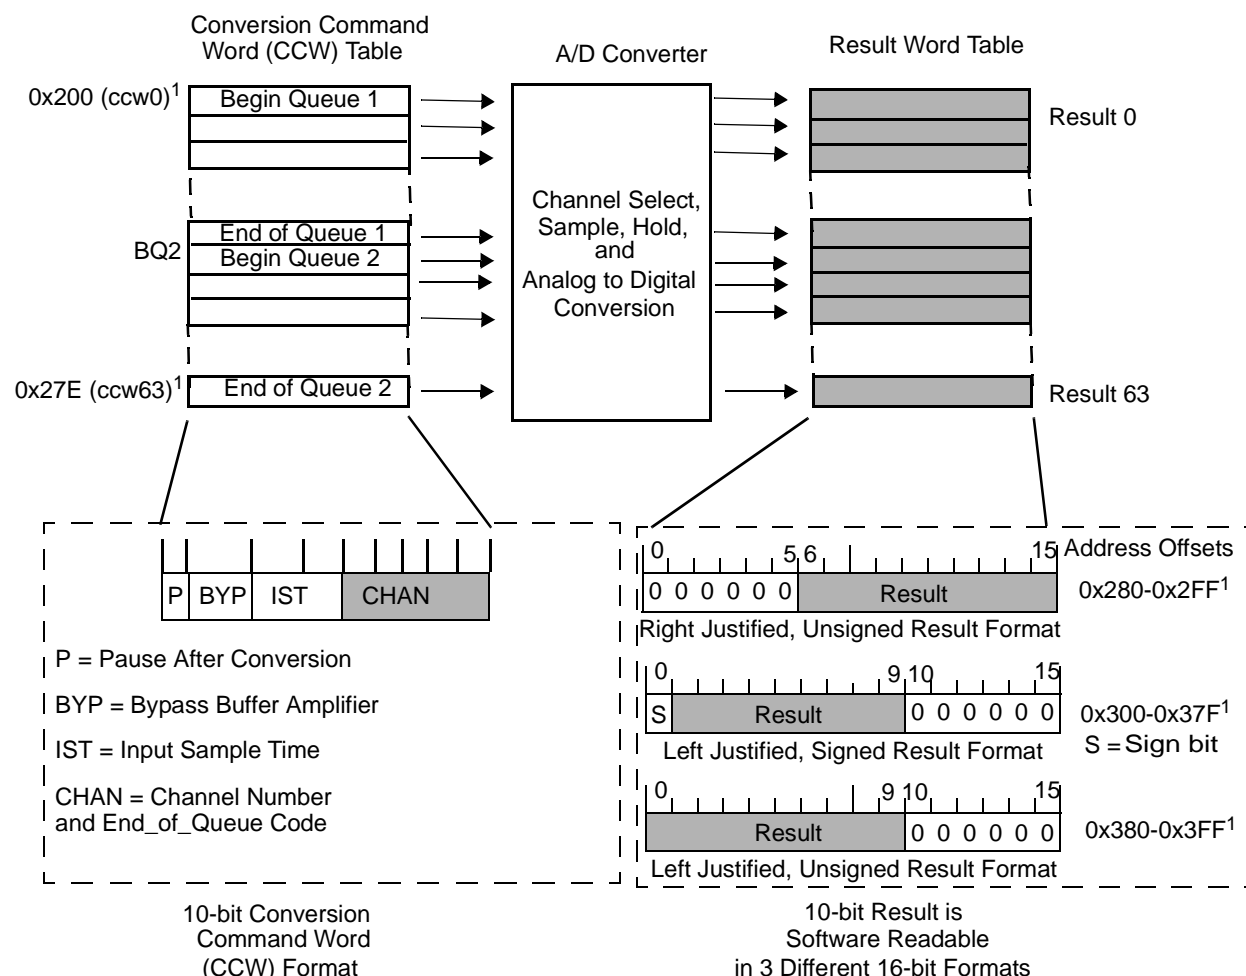 Conversion Command
Word (CCW) Table
A/D Converter
Result Word Table
0x200 (ccw0)1
Begin Queue 1
Result 0
Channel Select,
Sample, Hold,
and
Analog to Digital
Conversion
End of Queue 1
BQ2
Begin Queue 2
0x27E (ccw63)1
End of Queue 2
Result 63
P BYP IST CHAN
P = Pause After Conversion
BYP = Bypass Buffer Amplifier
IST = Input Sample Time
CHAN = Channel Number
and End_of_Queue Code
10-bit Conversion
Command Word
(CCW) Format
0 5 6 15 Address Offsets
0 0 0 0 0 0 Result 0x280-0x2FF1
Right Justified, Unsigned Result Format
0 9 10 15
S Result 0 0 0 0 0 0 0x300-0x37F1
Left Justified, Signed Result Format S = Sign bit
0 9 10 15
Result 0 0 0 0 0 0 0x380-0x3FF1
Left Justified, Unsigned Result Format
10-bit Result is
Software Readable
in 3 Different 16-bit Formats